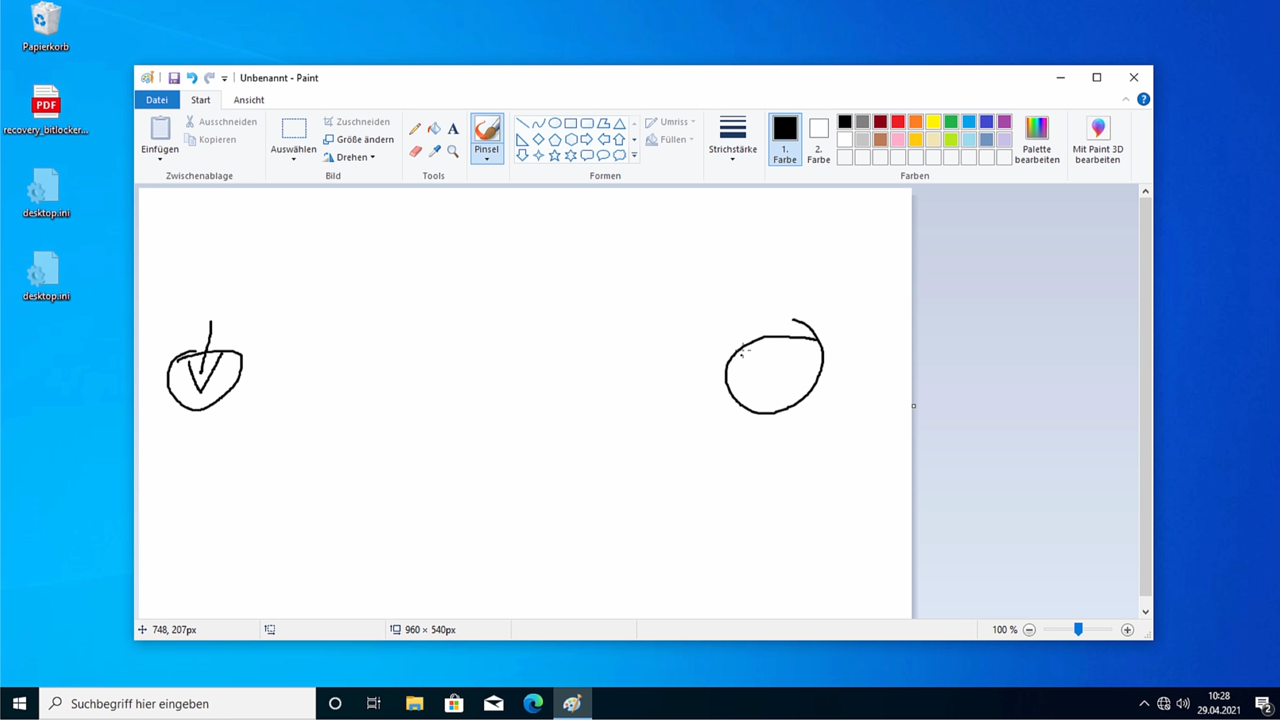 Papierkorb
recovery_bitlocker...
desktop.ini
desktop.ini
Unbenannt - Paint
Datei Start Ansicht
Einfügen
Ausschneiden
Kopieren
Zwischenablage
Auswählen
Zuschneiden
Größe ändern
Drehen
Bild
A
Tools
Pinsel
Umriss
Füllen
Formen
Strichstärke
1. Farbe
2. Farbe
Palette bearbeiten
Farben
Mit Paint 3D bearbeiten
PDF
748, 207px
960 × 540px
100 %
Suchbegriff hier eingeben
10:28
29.04.2021
2